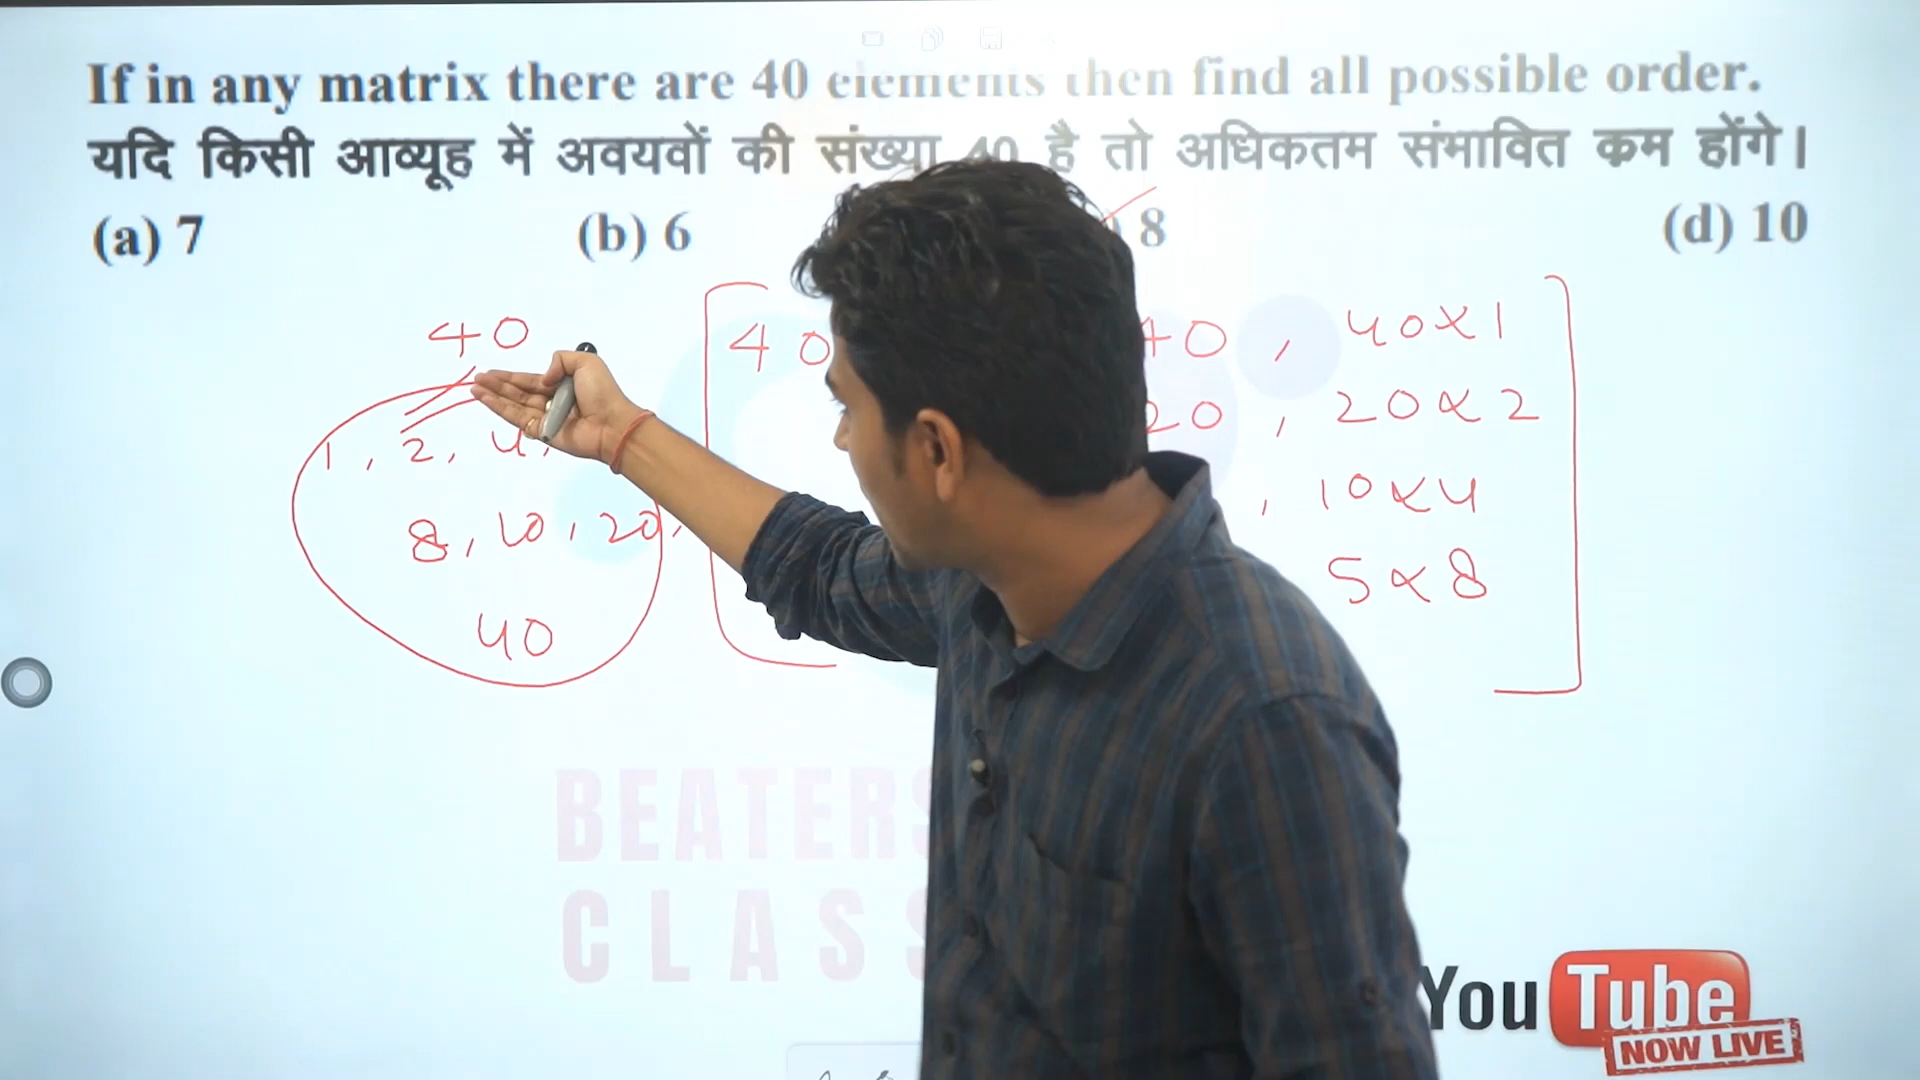 If in any matrix there are 40 elements then find all possible order.
यदि किसी आव्यूह में अवयवों की संख्या 40 है तो अधिकतम संभावित कम होंगे।
(a) 7 (b) 6 ) 8 (d) 10
40
1, 2, 4,
8, 10, 20,
40
40 40, 40×1
20, 20×2
, 10×4
5×8
BEATERS
CLASS
YouTube
NOW LIVE